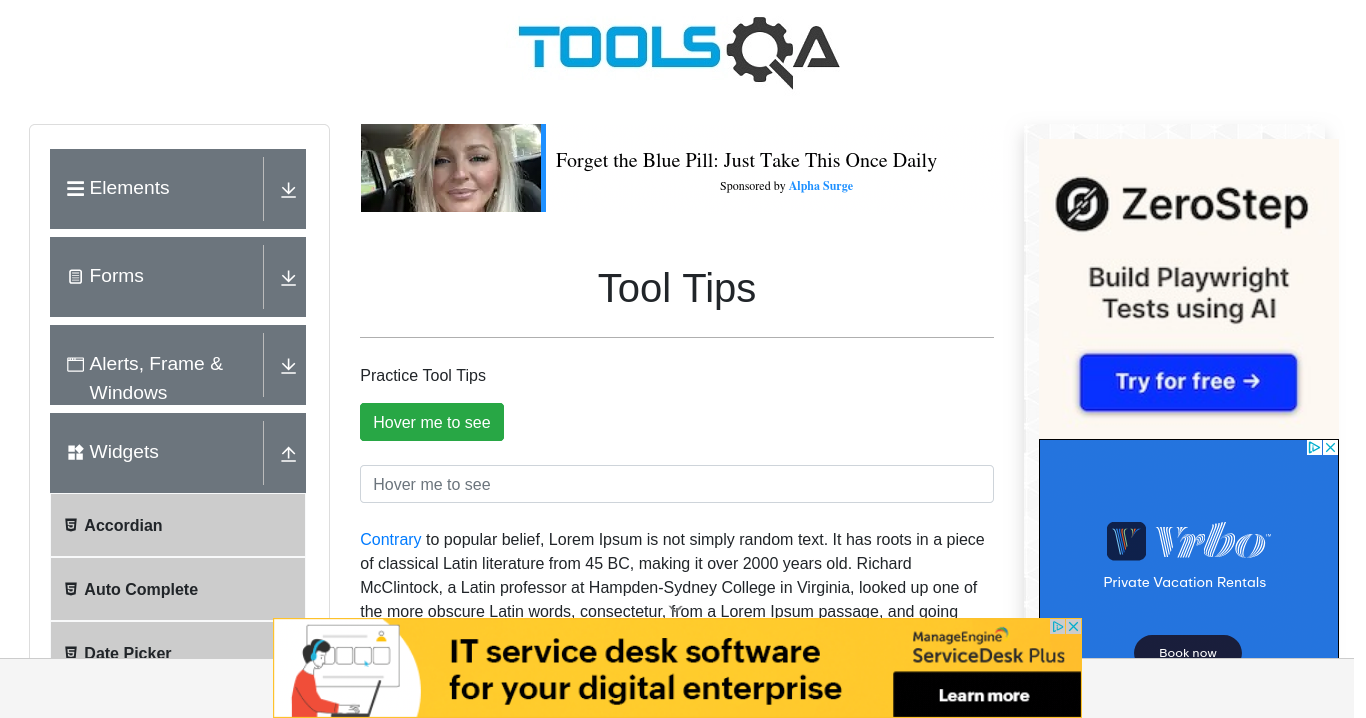 TOOLSQA
Elements
Forms
Alerts, Frame &
Windows
Widgets
Accordian
Auto Complete
Date Picker
Forget the Blue Pill: Just Take This Once Daily
Sponsored by Alpha Surge
Tool Tips
Practice Tool Tips
Hover me to see
Hover me to see
Contrary to popular belief, Lorem Ipsum is not simply random text. It has roots in a piece
of classical Latin literature from 45 BC, making it over 2000 years old. Richard
McClintock, a Latin professor at Hampden-Sydney College in Virginia, looked up one of
the more obscure Latin words, consectetur, from a Lorem Ipsum passage, and going
ZeroStep
Build Playwright
Tests using AI
Try for free →
Vrbo™
Private Vacation Rentals
Book now
IT service desk software
for your digital enterprise
ManageEngine
ServiceDesk Plus
Learn more